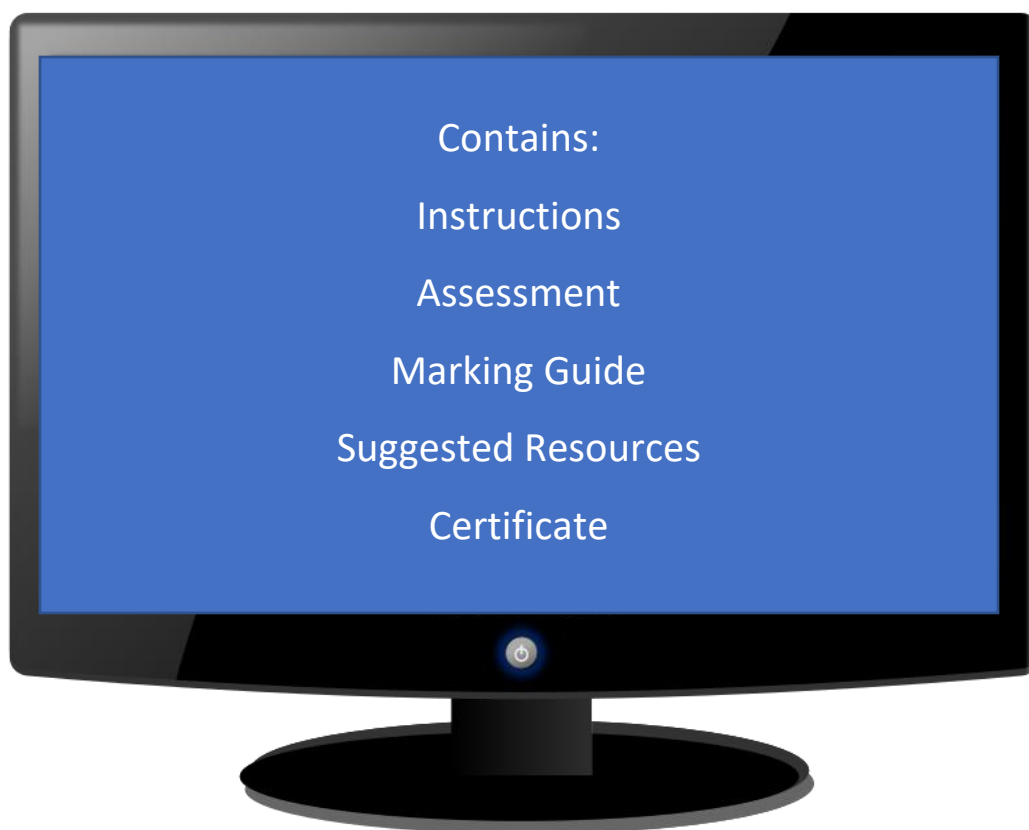 Contains:
Instructions
Assessment
Marking Guide
Suggested Resources
Certificate